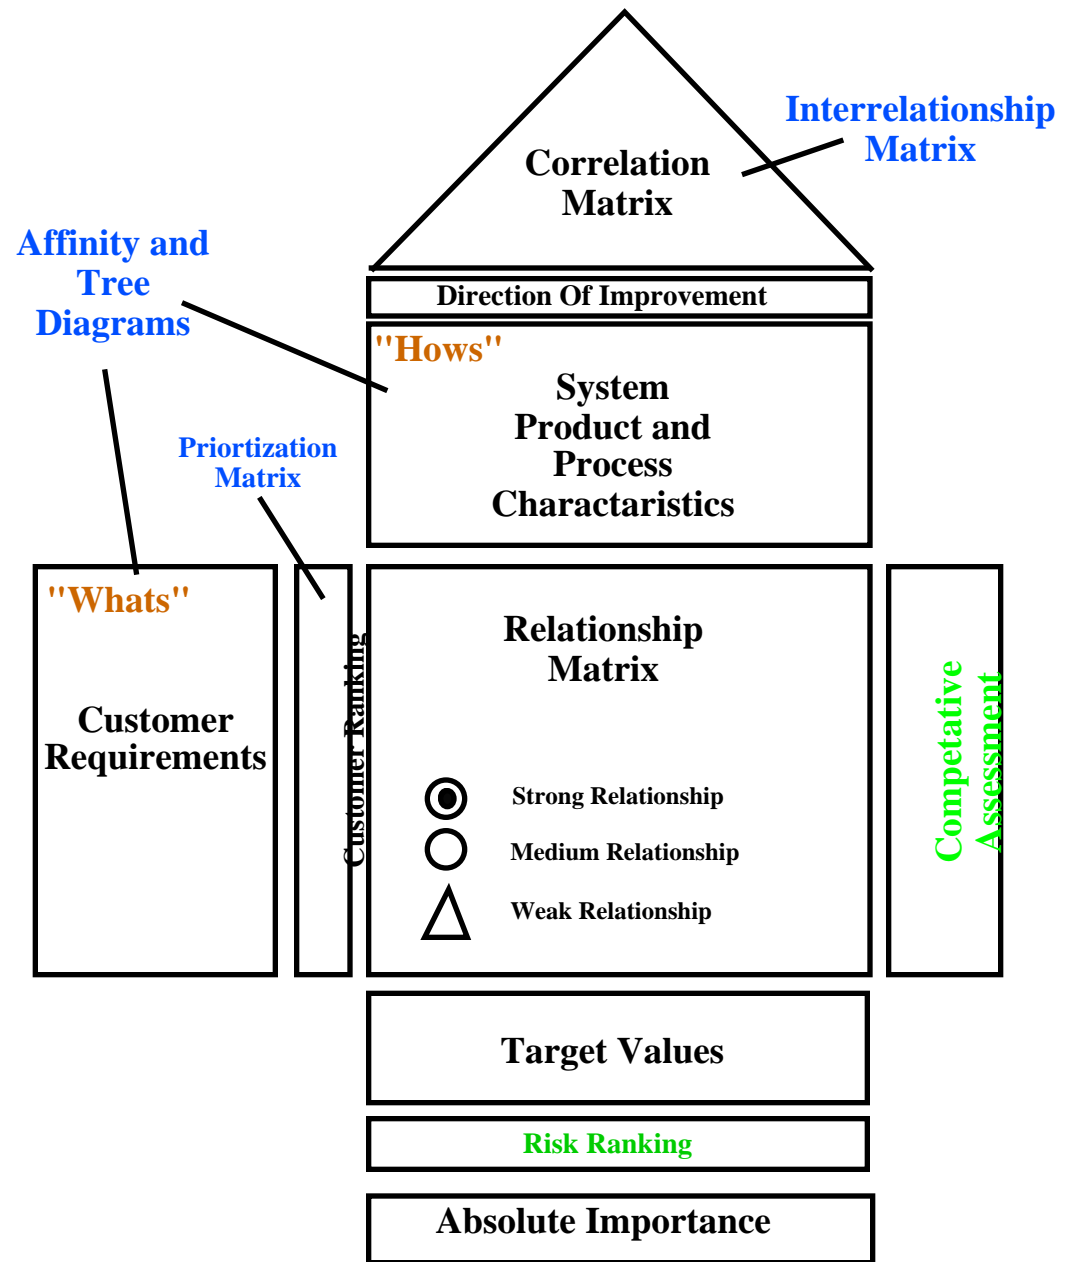 Interrelationship
Matrix
Correlation
Matrix
Affinity and
Tree
Diagrams
Direction Of Improvement
"Hows"
System
Product and
Process
Charactaristics
Priortization
Matrix
"Whats"
Customer
Requirements
Customer Ranking
Relationship
Matrix
Strong Relationship
Medium Relationship
Weak Relationship
Competative
Assessment
Target Values
Risk Ranking
Absolute Importance